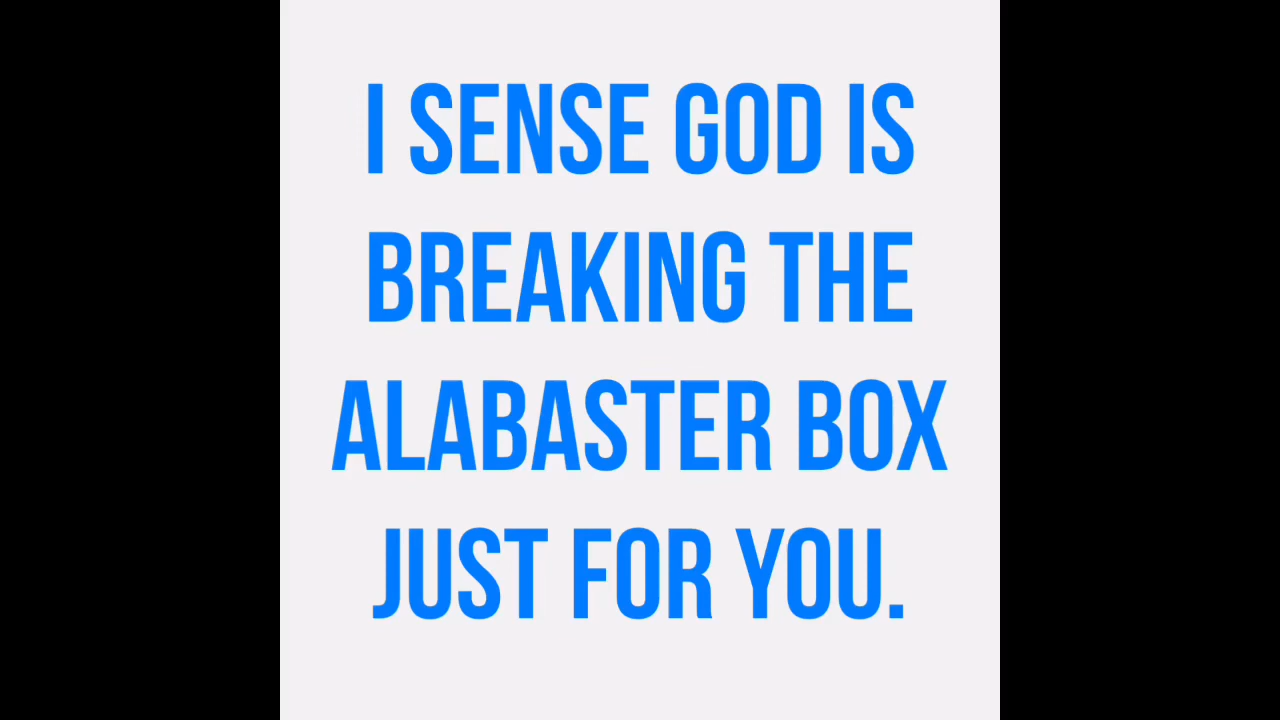 I SENSE GOD IS
BREAKING THE
ALABASTER BOX
JUST FOR YOU.